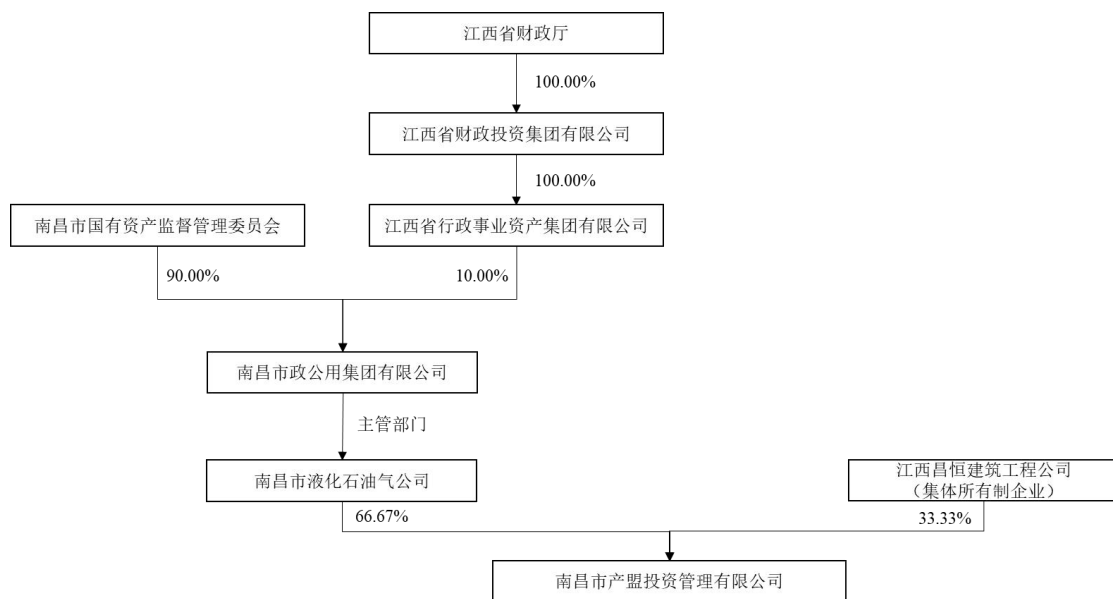 江西省财政厅
100.00%
江西省财政投资集团有限公司
100.00%
南昌市国有资产监督管理委员会
江西省行政事业资产集团有限公司
90.00%
10.00%
南昌市政公用集团有限公司
主管部门
南昌市液化石油气公司
江西昌恒建筑工程公司
（集体所有制企业）
66.67%
33.33%
南昌市产盟投资管理有限公司